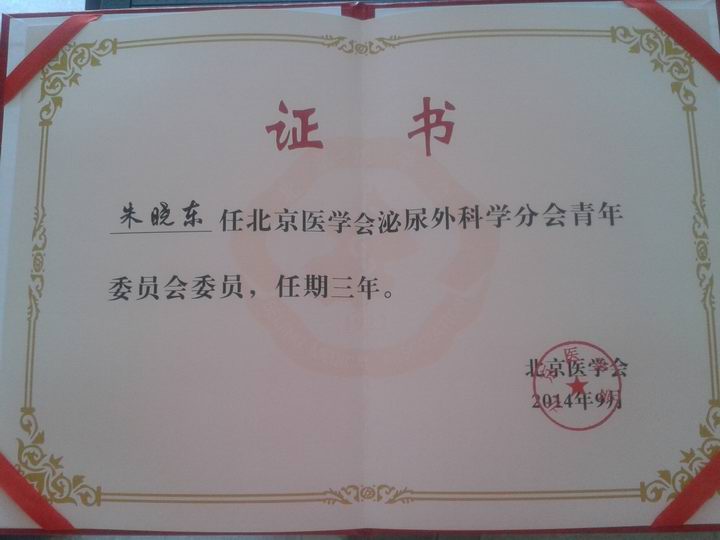 证书
朱晓东 任北京医学会泌尿外科学分会青年
委员会委员，任期三年。
北京医学会
2014年9月